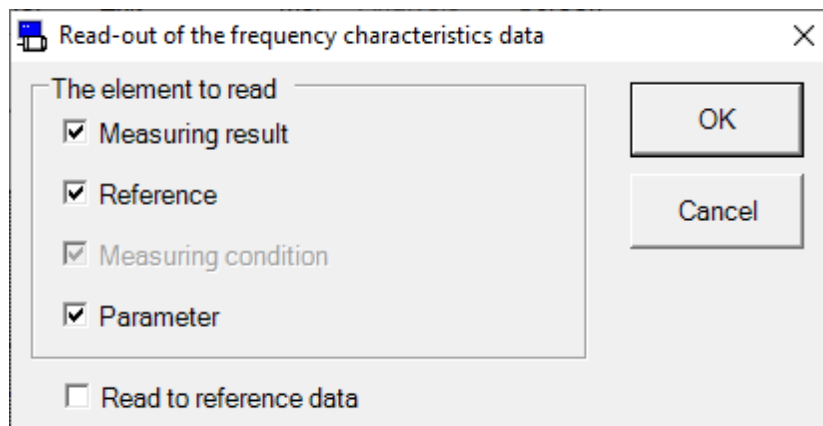 Read-out of the frequency characteristics data
The element to read
Measuring result
Reference
Measuring condition
Parameter
Read to reference data
OK
Cancel